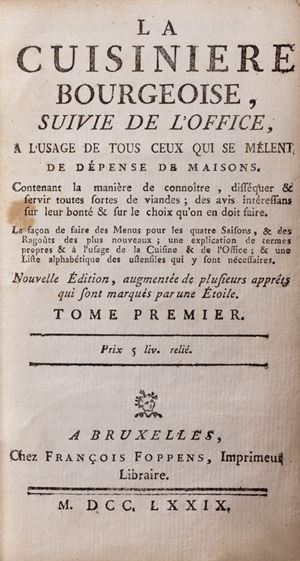 LA
CUISINIERE
BOURGEOISE,
SUIVIE DE L'OFFICE,
A L'USAGE DE TOUS CEUX QUI SE MÊLENT
DE DÉPENSE DE MAISONS.
Contenant la manière de connoître, disséquer &
servir toutes sortes de viandes; des avis intéressans
sur leur bonté & sur le choix qu'on en doit faire.
La façon de faire des Menus pour les quatre Saisons, & des
Ragoûts des plus nouveaux; une explication de termes
propres & à l'usage de la Cuisine & de l'Office; & une
Liste alphabétique des ustensiles qui y sont nécessaires.
Nouvelle Édition, augmentée de plusieurs apprêts
qui sont marqués par une Étoile.
TOME PREMIER.
Prix 5 liv. relié.
A BRUXELLES,
Chez FRANÇOIS FOPPENS, Imprimeur
Libraire.
M. DCC. LXXIX.